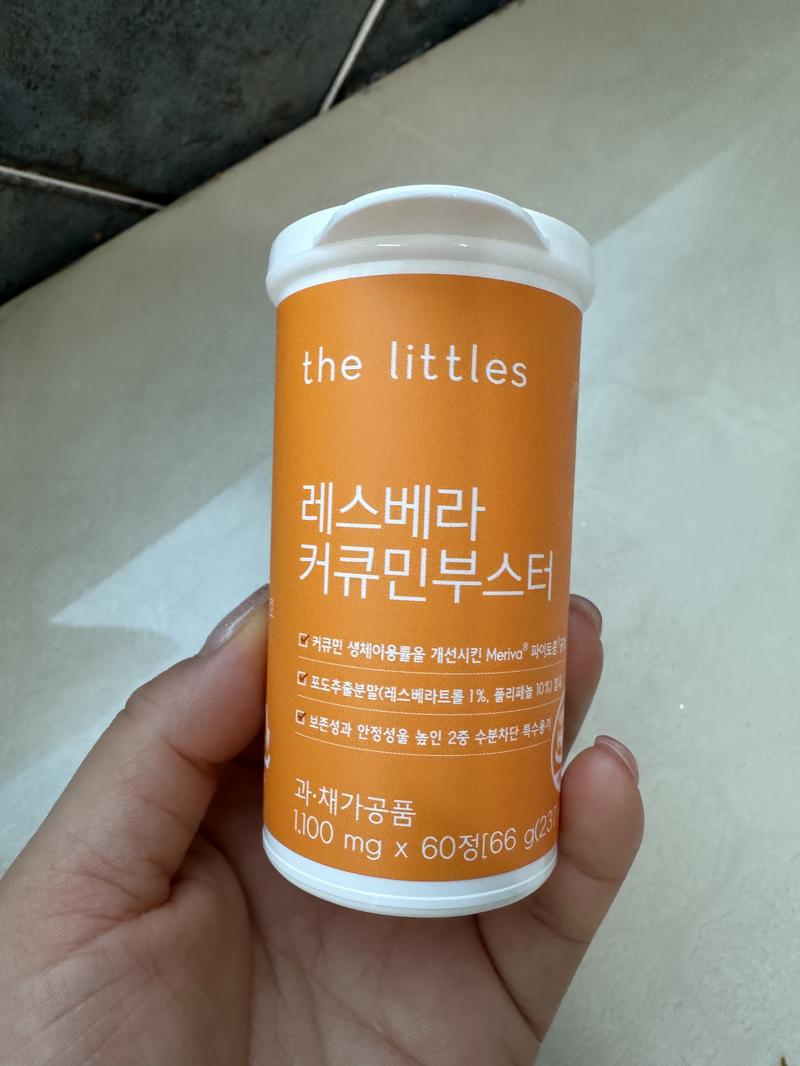 the littles
레스베라
커큐민부스터
커큐민 생체이용률을 개선시킨 Meriva® 파이토좀®
포도추출분말(레스베라트롤 1%, 폴리페놀 10%) 함유
보존성과 안정성을 높인 2중 수분차단 특수용기
과·채가공품
1,100 mg x 60정[66 g(237